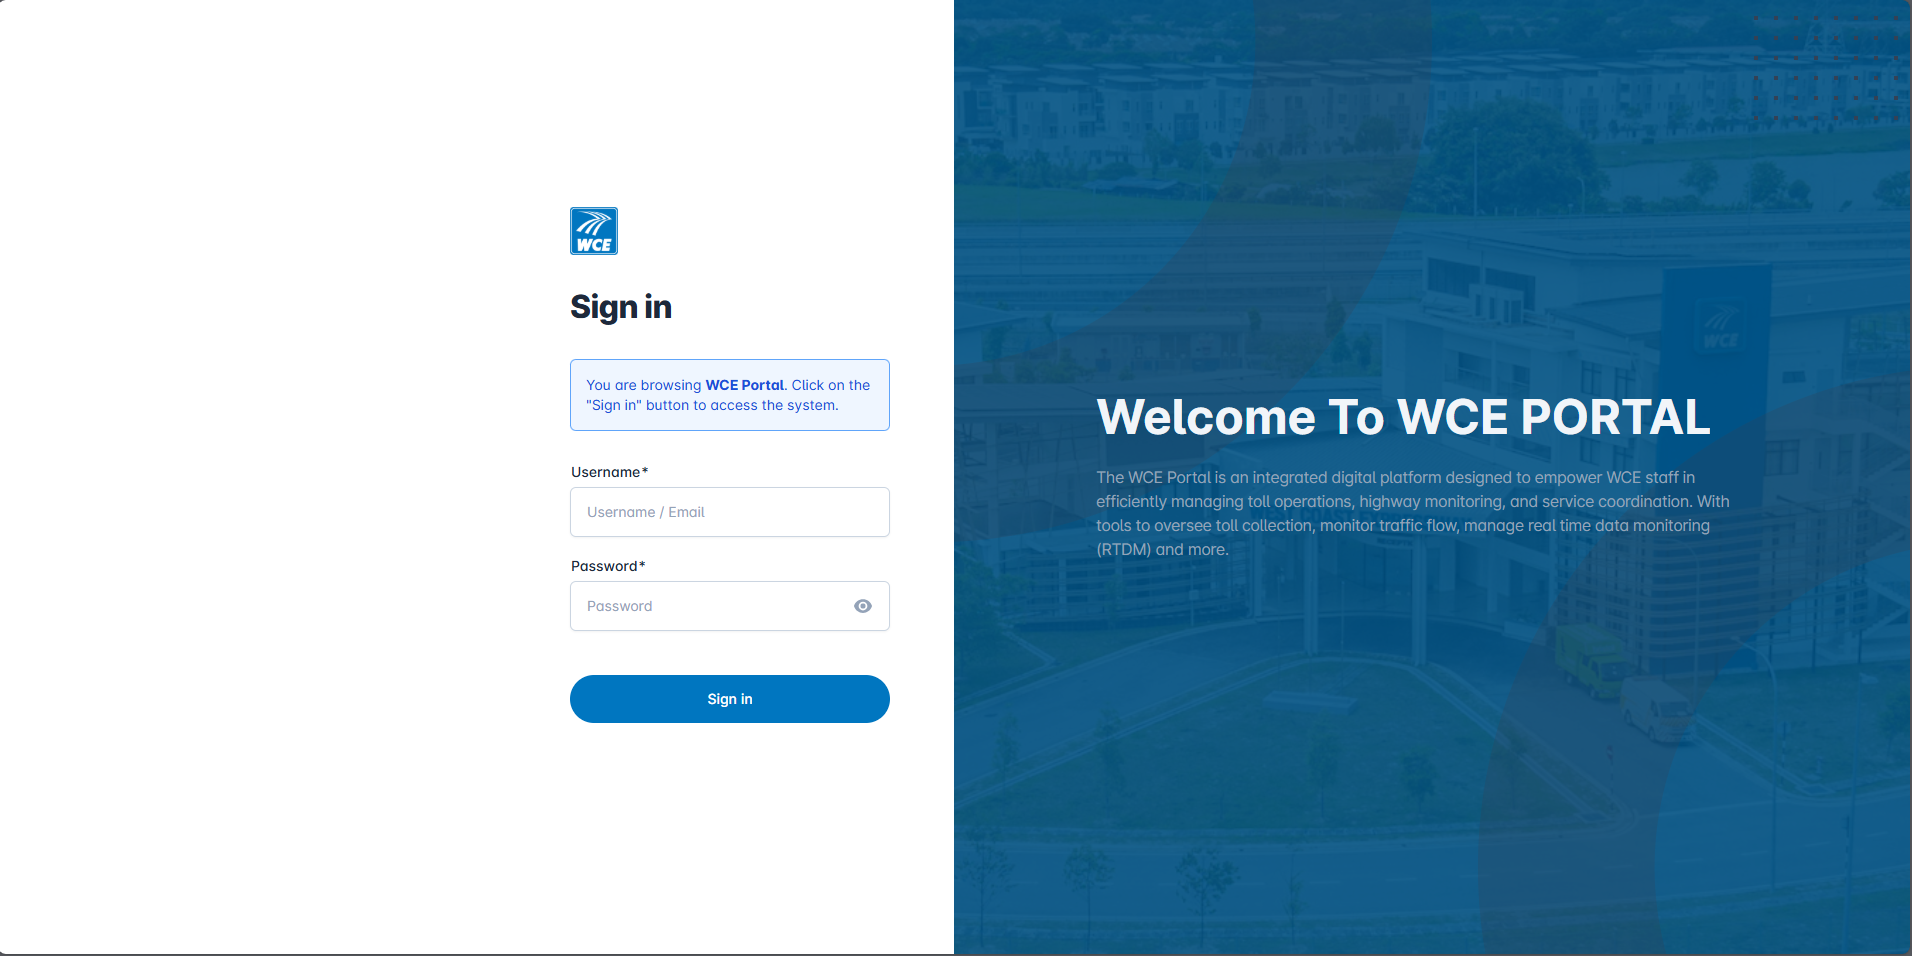 WCE
Sign in
You are browsing WCE Portal. Click on the
"Sign in" button to access the system.
Username*
Username / Email
Password*
Password
Sign in
WCE
Welcome To WCE PORTAL
The WCE Portal is an integrated digital platform designed to empower WCE staff in
efficiently managing toll operations, highway monitoring, and service coordination. With
tools to oversee toll collection, monitor traffic flow, manage real time data monitoring
(RTDM) and more.